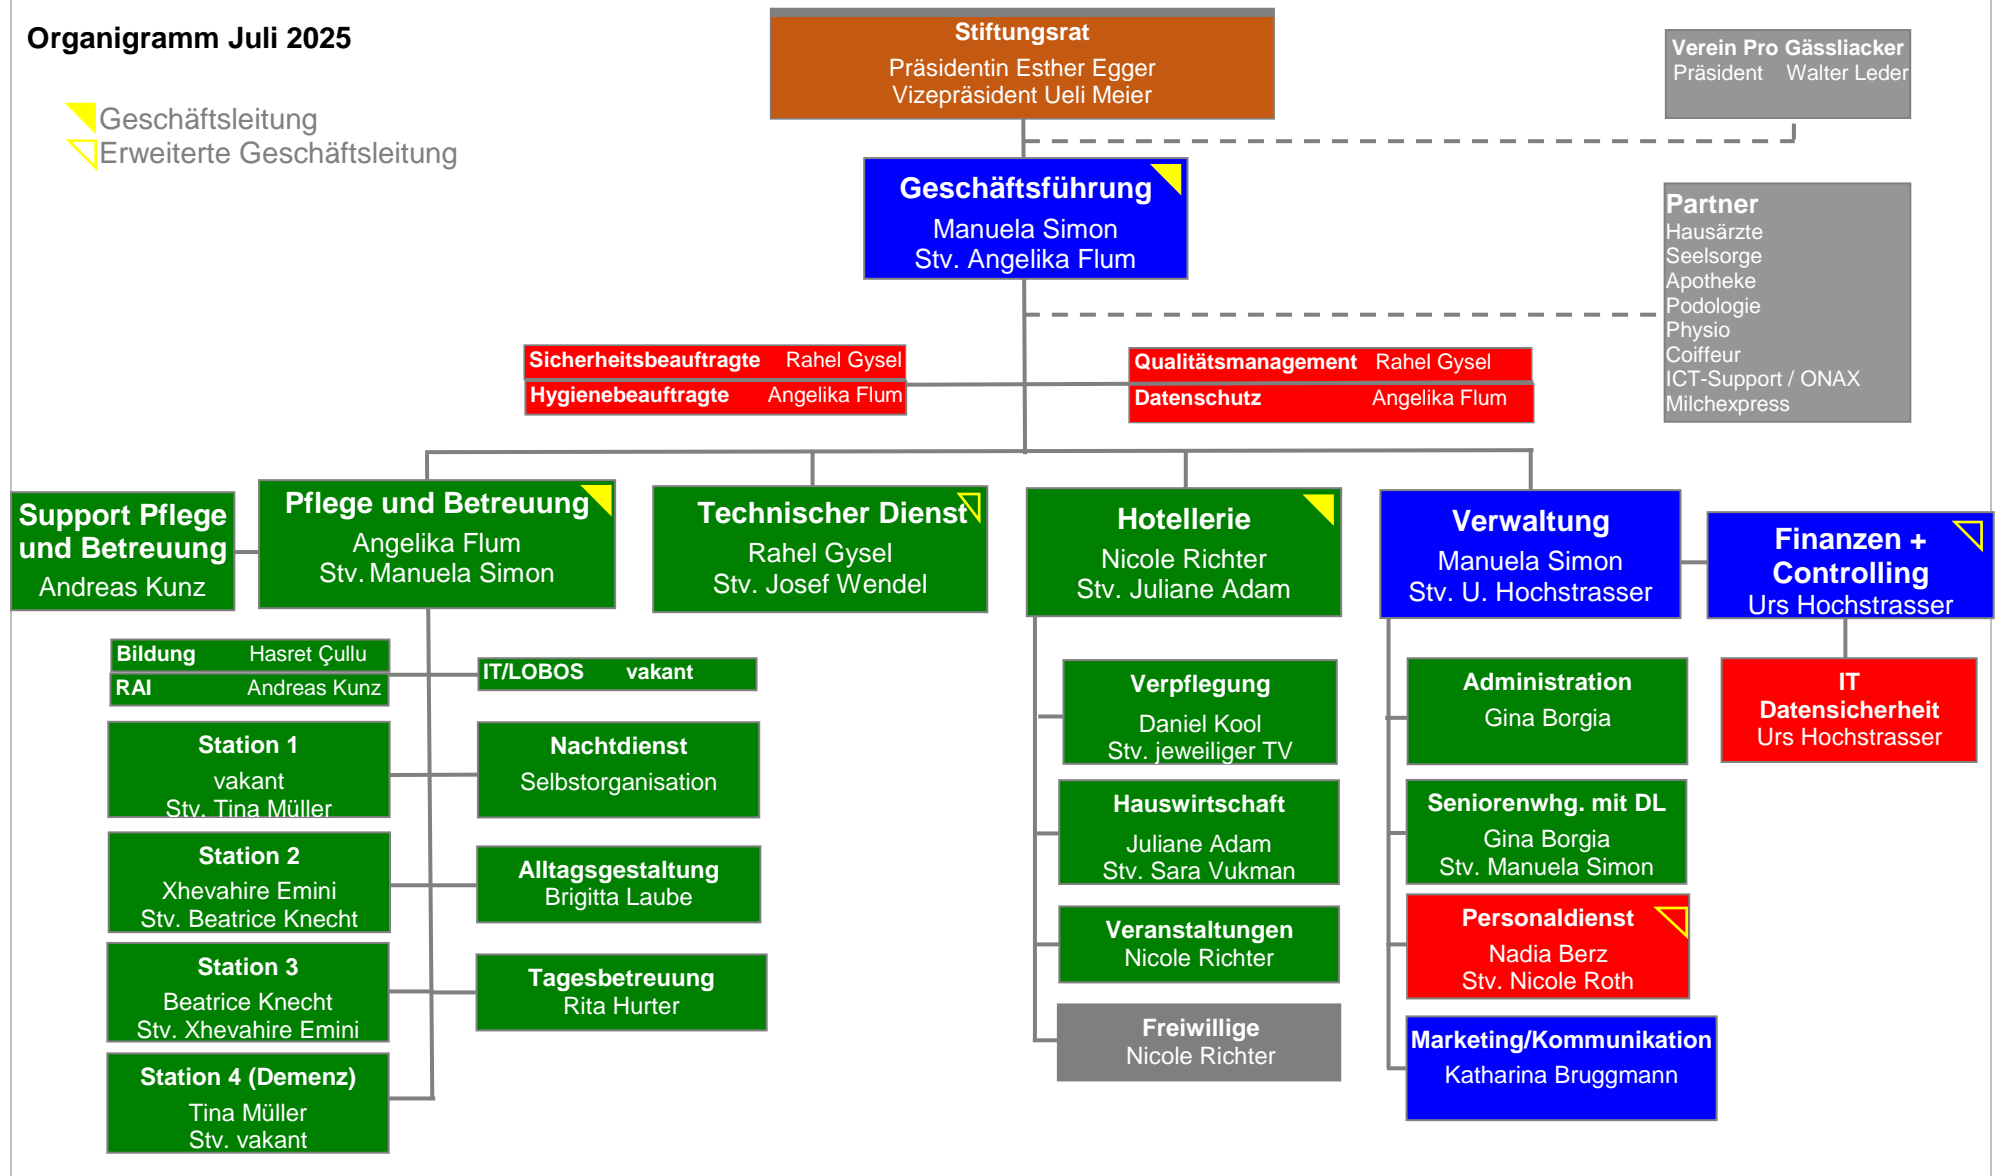 Organigramm Juli 2025
Geschäftsleitung
Erweiterte Geschäftsleitung
Stiftungsrat
Präsidentin Esther Egger
Vizepräsident Ueli Meier
Verein Pro Gässliacker
Präsident Walter Leder
Geschäftsführung
Manuela Simon
Stv. Angelika Flum
Partner
Hausärzte
Seelsorge
Apotheke
Podologie
Physio
Coiffeur
ICT-Support / ONAX
Milchexpress
Sicherheitsbeauftragte Rahel Gysel
Hygienebeauftragte Angelika Flum
Qualitätsmanagement Rahel Gysel
Datenschutz Angelika Flum
Support Pflege
und Betreuung
Andreas Kunz
Pflege und Betreuung
Angelika Flum
Stv. Manuela Simon
Technischer Dienst
Rahel Gysel
Stv. Josef Wendel
Hotellerie
Nicole Richter
Stv. Juliane Adam
Verwaltung
Manuela Simon
Stv. U. Hochstrasser
Finanzen +
Controlling
Urs Hochstrasser
Bildung Hasret Çullu
RAI Andreas Kunz
IT/LOBOS vakant
Station 1
vakant
Stv. Tina Müller
Nachtdienst
Selbstorganisation
Station 2
Xhevahire Emini
Stv. Beatrice Knecht
Alltagsgestaltung
Brigitta Laube
Station 3
Beatrice Knecht
Stv. Xhevahire Emini
Tagesbetreuung
Rita Hurter
Station 4 (Demenz)
Tina Müller
Stv. vakant
Verpflegung
Daniel Kool
Stv. jeweiliger TV
Hauswirtschaft
Juliane Adam
Stv. Sara Vukman
Veranstaltungen
Nicole Richter
Freiwillige
Nicole Richter
Administration
Gina Borgia
Seniorenwhg. mit DL
Gina Borgia
Stv. Manuela Simon
Personaldienst
Nadia Berz
Stv. Nicole Roth
Marketing/Kommunikation
Katharina Bruggmann
IT
Datensicherheit
Urs Hochstrasser